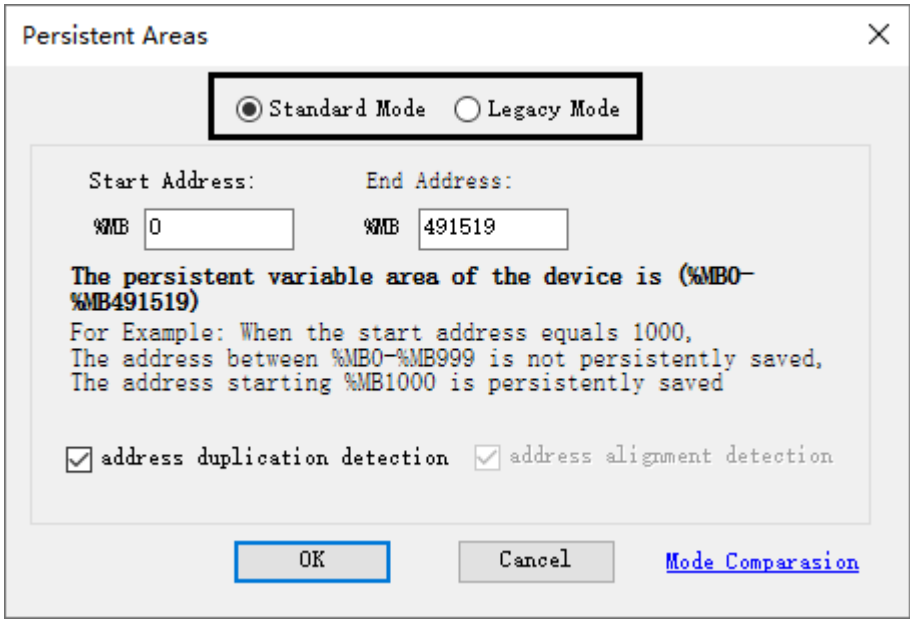 Persistent Areas
Standard Mode Legacy Mode
Start Address: End Address:
%MB 0 %MB 491519
The persistent variable area of the device is (%MB0-
%MB491519)
For Example: When the start address equals 1000,
The address between %MB0-%MB999 is not persistently saved,
The address starting %MB1000 is persistently saved
address duplication detection address alignment detection
OK Cancel Mode Comparasion